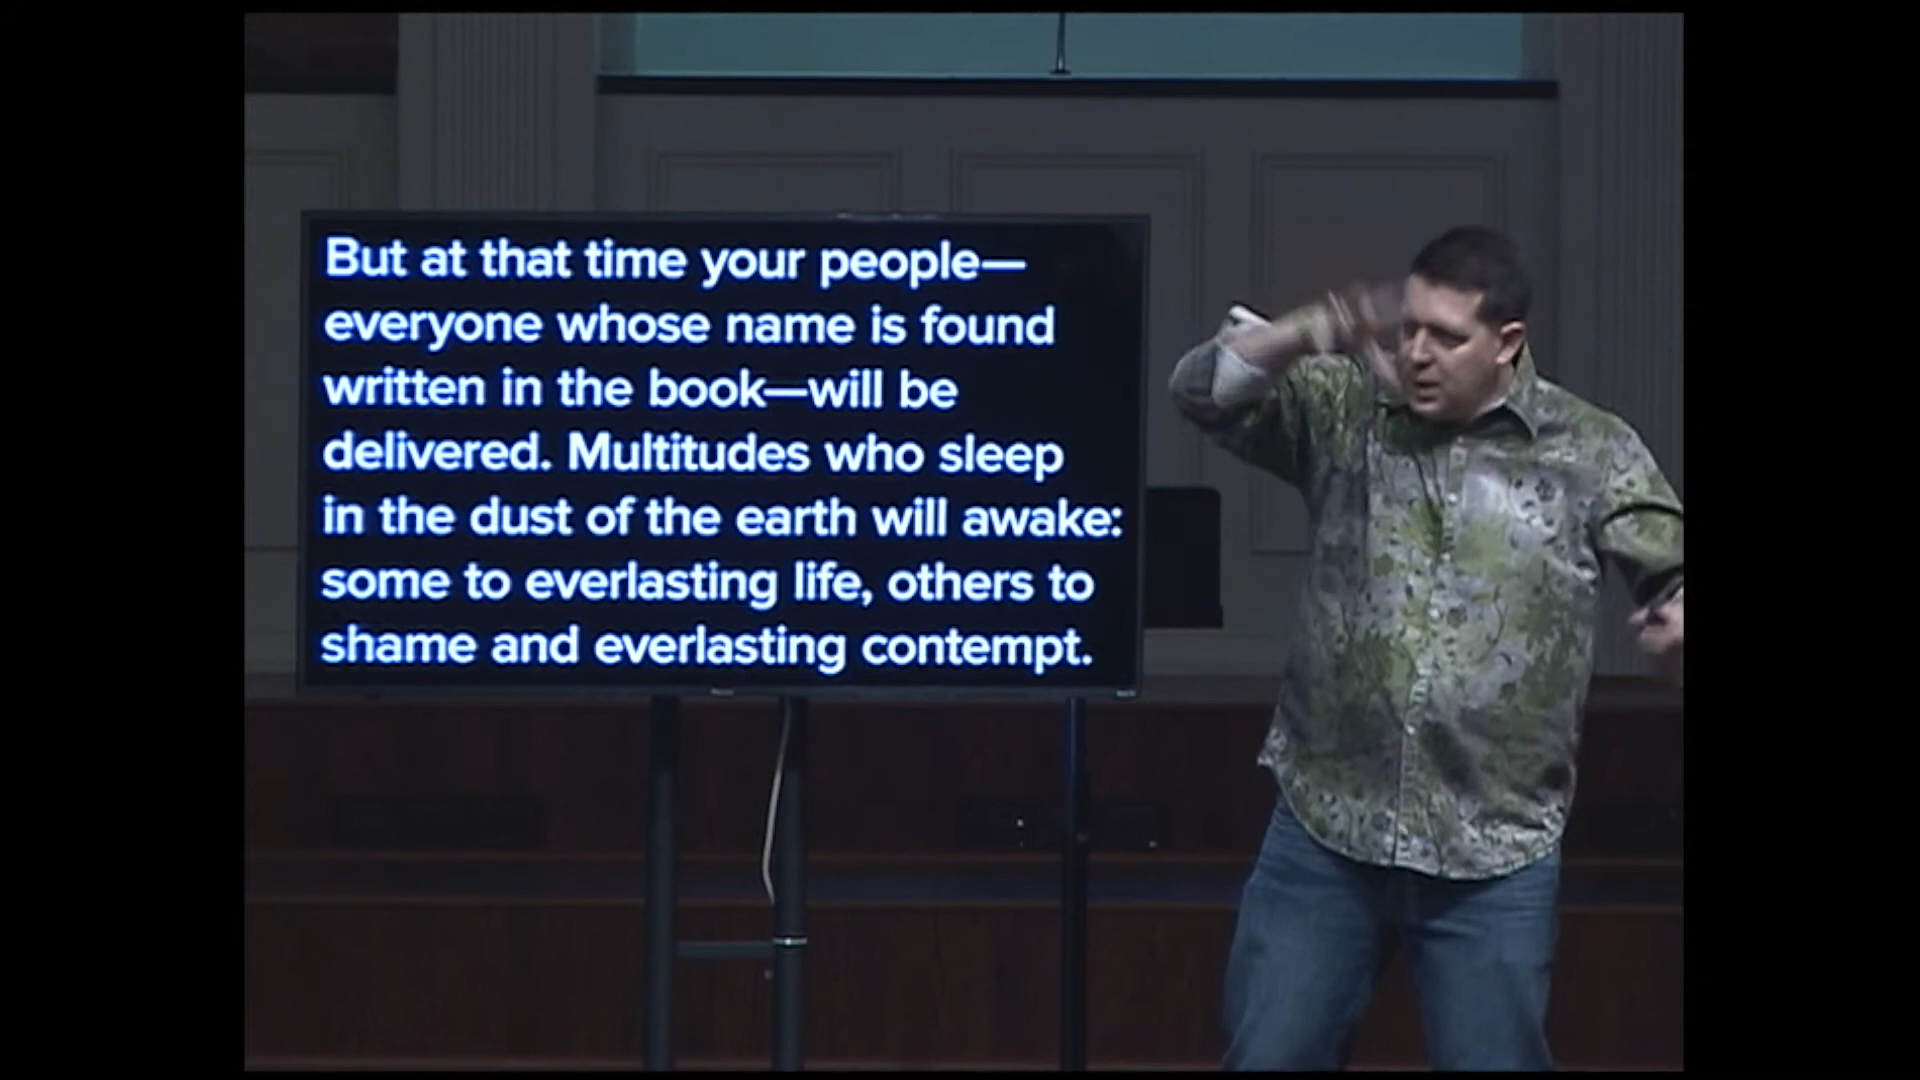 But at that time your people—
everyone whose name is found
written in the book—will be
delivered. Multitudes who sleep
in the dust of the earth will awake:
some to everlasting life, others to
shame and everlasting contempt.